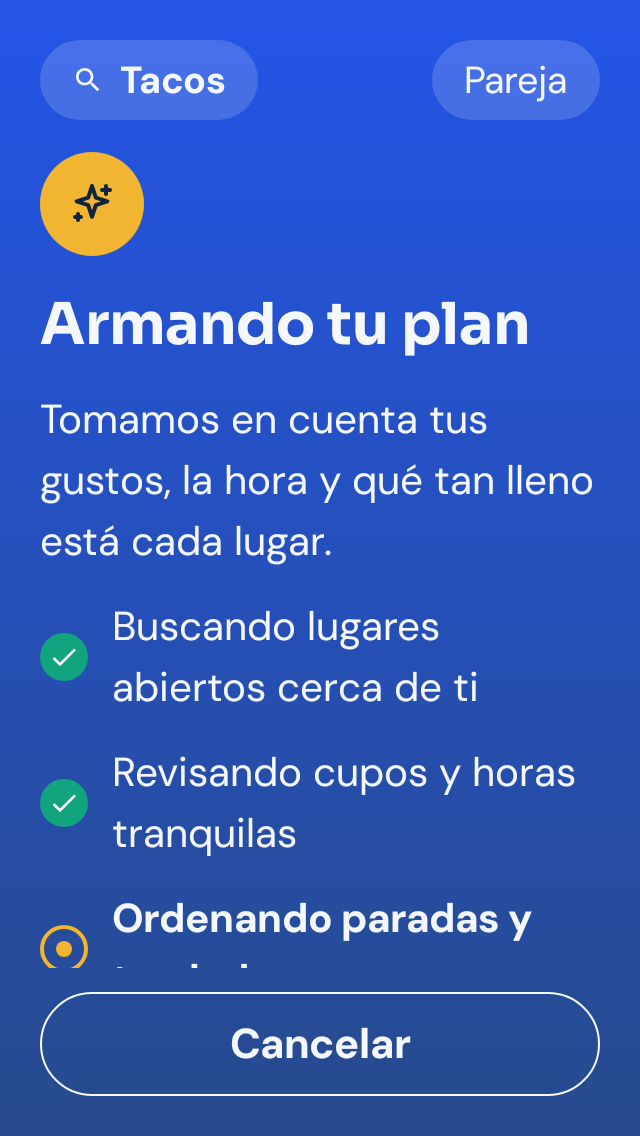 Tacos
Pareja
Armando tu plan
Tomamos en cuenta tus
gustos, la hora y qué tan lleno
está cada lugar.
Buscando lugares
abiertos cerca de ti
Revisando cupos y horas
tranquilas
Ordenando paradas y
Cancelar